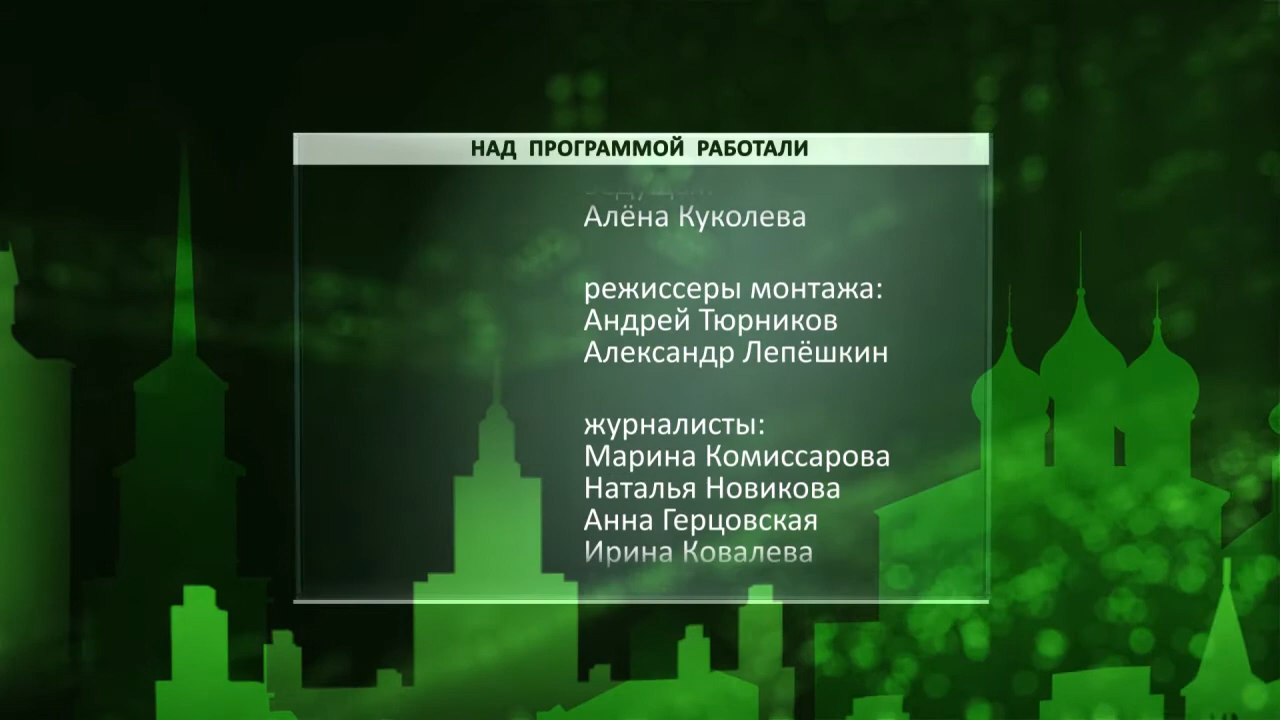 НАД ПРОГРАММОЙ РАБОТАЛИ
Алёна Куколева
режиссеры монтажа:
Андрей Тюрников
Александр Лепёшкин
журналисты:
Марина Комиссарова
Наталья Новикова
Анна Герцовская
Ирина Ковалева